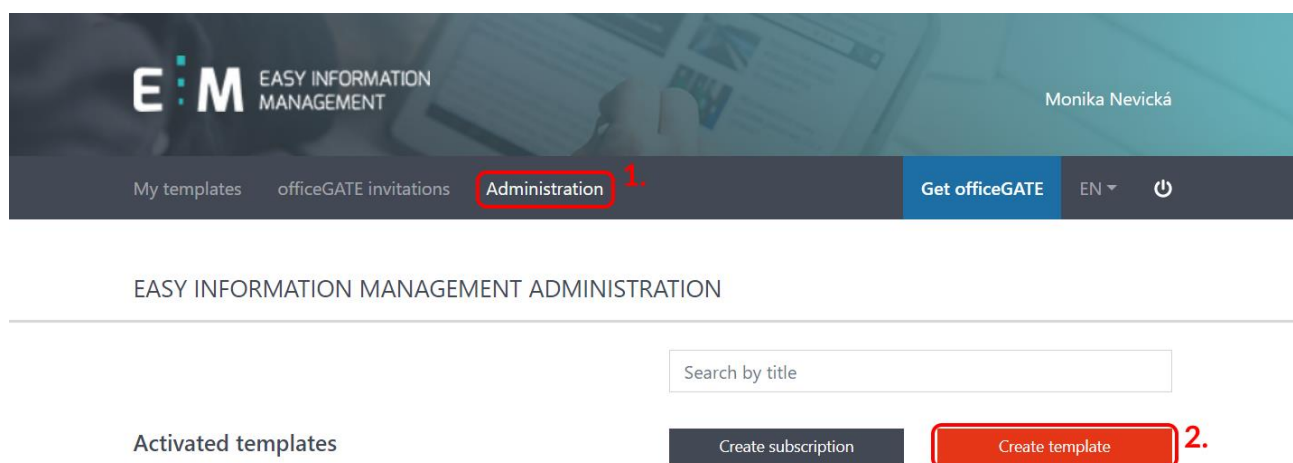 E M EASY INFORMATION
MANAGEMENT
Monika Nevická
My templates officeGATE invitations Administration 1. Get officeGATE EN
EASY INFORMATION MANAGEMENT ADMINISTRATION
Search by title
Activated templates Create subscription Create template 2.